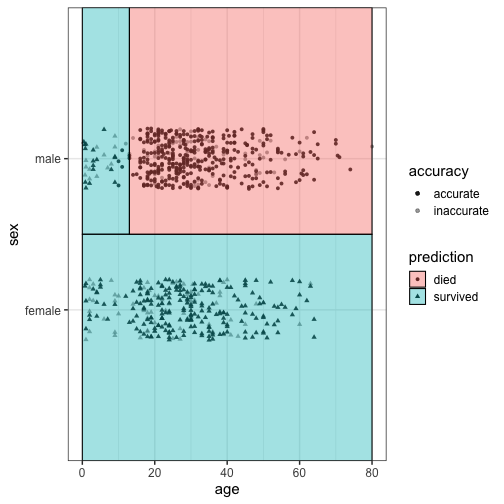 male
female
sex
0 20 40 60 80
age
accuracy
accurate
inaccurate
prediction
died
survived